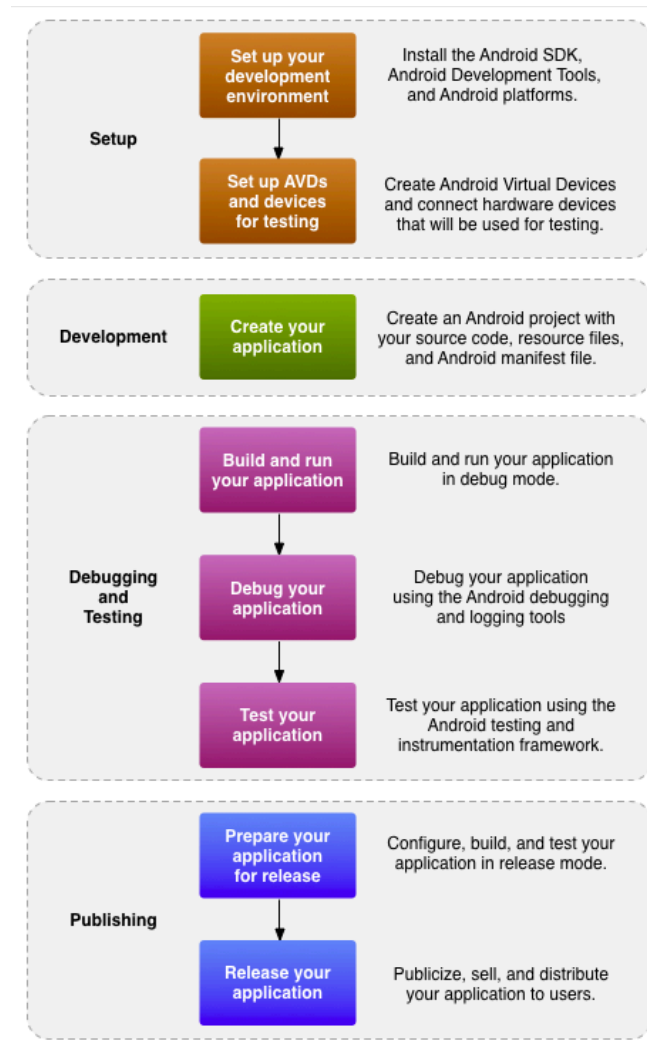 Set up your
development
environment
Install the Android SDK,
Android Development Tools,
and Android platforms.
Setup
Set up AVDs
and devices
for testing
Create Android Virtual Devices
and connect hardware devices
that will be used for testing.
Development
Create your
application
Create an Android project with
your source code, resource files,
and Android manifest file.
Build and run
your application
Build and run your application
in debug mode.
Debugging
and
Testing
Debug your
application
Debug your application
using the Android debugging
and logging tools
Test your
application
Test your application using the
Android testing and
instrumentation framework.
Prepare your
application
for release
Configure, build, and test your
application in release mode.
Publishing
Release your
application
Publicize, sell, and distribute
your application to users.